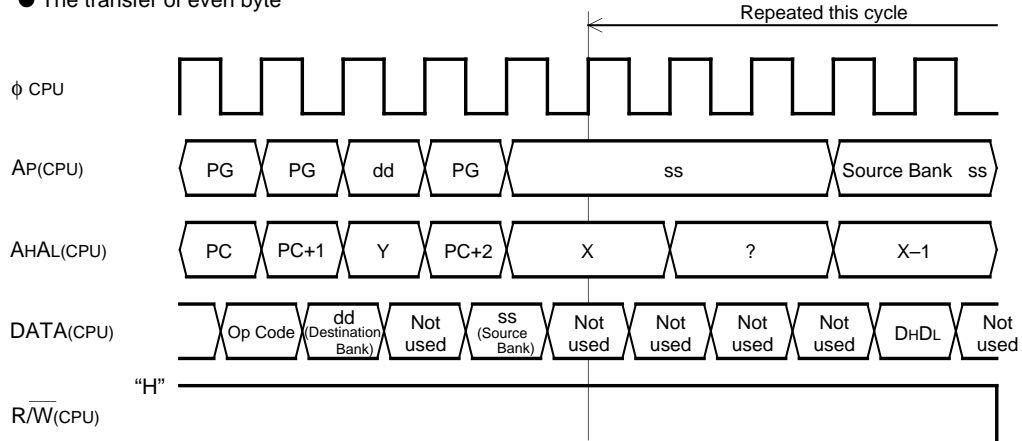 ● The transfer of even byte
Repeated this cycle
ϕ CPU
AP(CPU)
PG PG dd PG ss Source Bank ss
AHAL(CPU)
PC PC+1 Y PC+2 X ? X–1
DATA(CPU)
Op Code dd (Destination Bank) Not used ss (Source Bank) Not used Not used Not used Not used DHDL Not used
“H”
R/W(CPU)